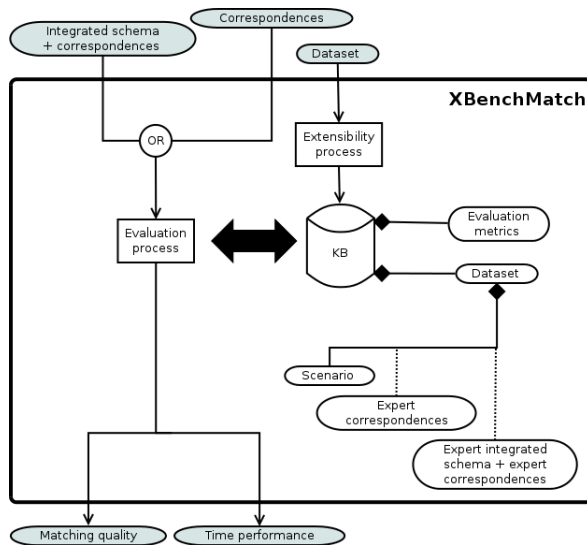 Correspondences
Integrated schema
+ correspondences
Dataset
XBenchMatch
OR
Extensibility
process
Evaluation
process
KB
Evaluation
metrics
Dataset
Scenario
Expert
correspondences
Expert integrated
schema + expert
correspondences
Matching quality
Time performance